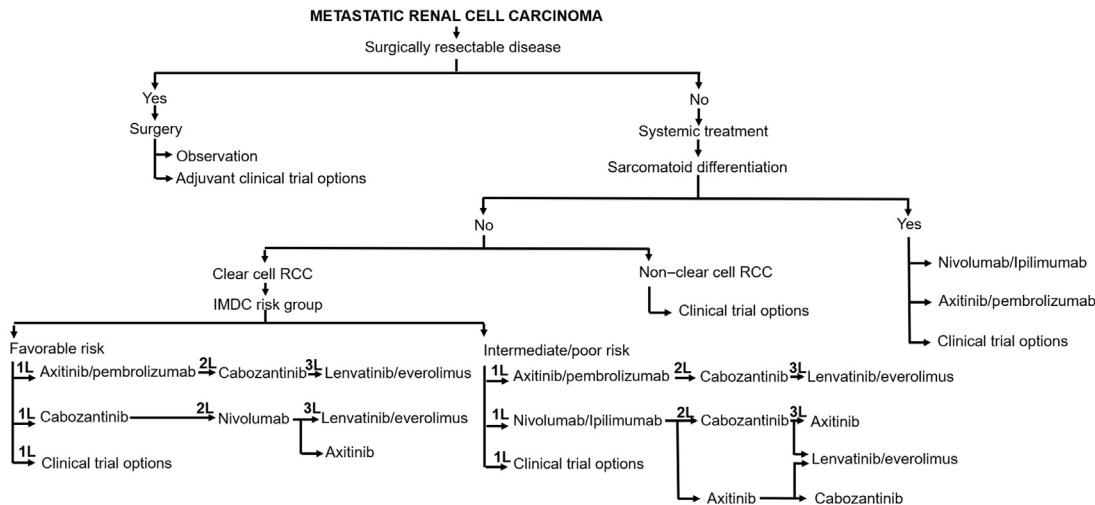 METASTATIC RENAL CELL CARCINOMA
Surgically resectable disease
Yes
No
Surgery
Systemic treatment
Observation
Adjuvant clinical trial options
Sarcomatoid differentiation
No
Yes
Clear cell RCC
Non–clear cell RCC
Nivolumab/Ipilimumab
IMDC risk group
Clinical trial options
Axitinib/pembrolizumab
Clinical trial options
Favorable risk
1L Axitinib/pembrolizumab 2L Cabozantinib 3L Lenvatinib/everolimus
1L Cabozantinib 2L Nivolumab 3L Lenvatinib/everolimus
Axitinib
1L Clinical trial options
Intermediate/poor risk
1L Axitinib/pembrolizumab 2L Cabozantinib 3L Lenvatinib/everolimus
1L Nivolumab/Ipilimumab 2L Cabozantinib 3L Axitinib
1L Clinical trial options
Lenvatinib/everolimus
Axitinib
Cabozantinib